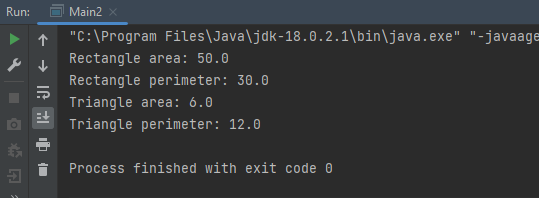 Run: Main2
"C:\Program Files\Java\jdk-18.0.2.1\bin\java.exe" "-javaage
Rectangle area: 50.0
Rectangle perimeter: 30.0
Triangle area: 6.0
Triangle perimeter: 12.0
Process finished with exit code 0